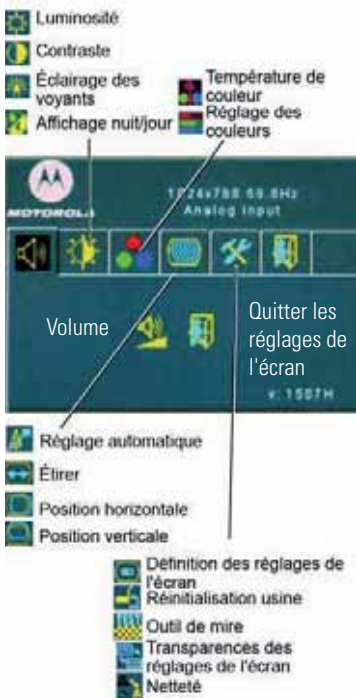 Luminosité
Contraste
Éclairage des
voyants
Affichage nuit/jour
Température de
couleur
Réglage des
couleurs
MOTOROLA
1024x768 59.8Hz
Analog Input
Volume
Quitter les
réglages de
l'écran
v: 1507H
Réglage automatique
Étirer
Position horizontale
Position verticale
Définition des réglages de
l'écran
Réinitialisation usine
Outil de mire
Transparences des
réglages de l'écran
Netteté